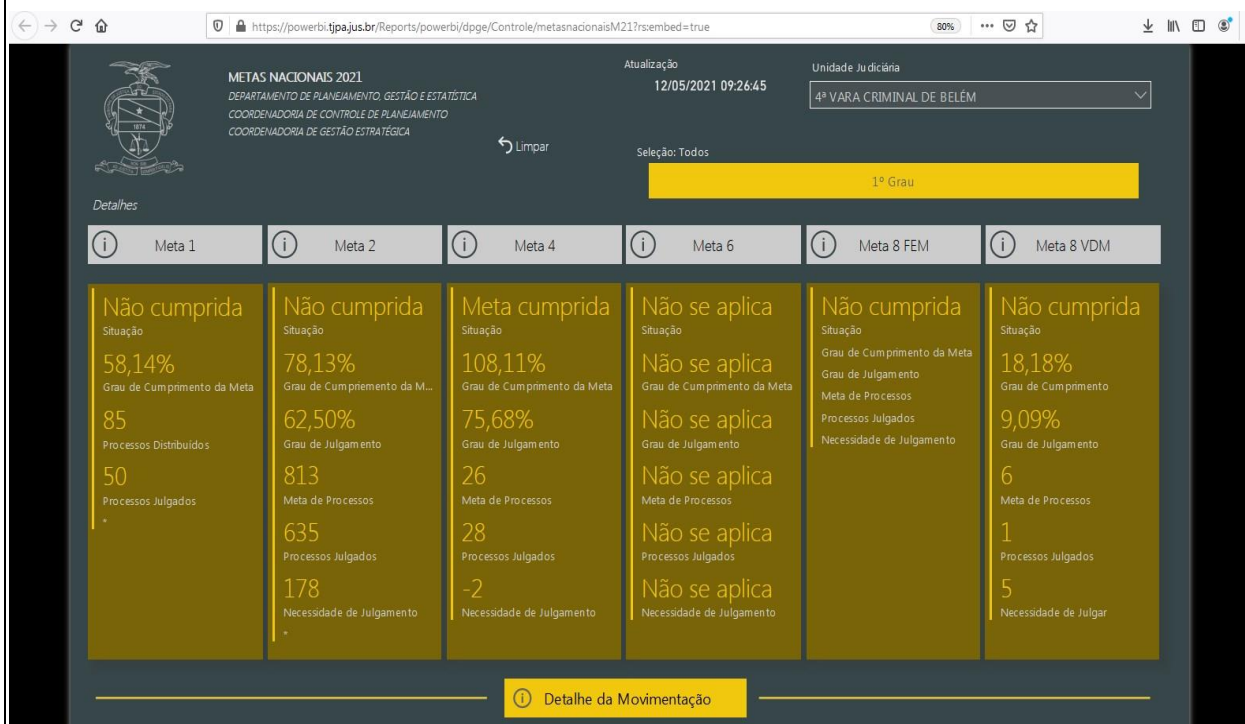 https://powerbi.tjpa.jus.br/Reports/powerbi/dpge/Controle/metasnacionaisM21?rs:embed=true
80%
METAS NACIONAIS 2021
DEPARTAMENTO DE PLANEJAMENTO, GESTÃO E ESTATÍSTICA
COORDENADORIA DE CONTROLE DE PLANEJAMENTO
COORDENADORIA DE GESTÃO ESTRATÉGICA
1874
Limpar
Atualização
12/05/2021 09:26:45
Unidade Judiciária
4ª VARA CRIMINAL DE BELÉM
Seleção: Todos
1º Grau
Detalhes
Meta 1
Meta 2
Meta 4
Meta 6
Meta 8 FEM
Meta 8 VDM
Não cumprida
Situação
58,14%
Grau de Cumprimento da Meta
85
Processos Distribuídos
50
Processos Julgados
*
Não cumprida
Situação
78,13%
Grau de Cumpriemento da M...
62,50%
Grau de Julgamento
813
Meta de Processos
635
Processos Julgados
178
Necessidade de Julgamento
*
Meta cumprida
Situação
108,11%
Grau de Cumprimento da Meta
75,68%
Grau de Julgamento
26
Meta de Processos
28
Processos Julgados
-2
Necessidade de Julgamento
Não se aplica
Situação
Não se aplica
Grau de Cumprimento da Meta
Não se aplica
Grau de Julgamento
Não se aplica
Meta de Processos
Não se aplica
Processos Julgados
Não se aplica
Necessidade de Julgamento
Não cumprida
Situação
Grau de Cumprimento da Meta
Grau de Julgamento
Meta de Processos
Processos Julgados
Necessidade de Julgamento
Não cumprida
Situação
18,18%
Grau de Cumprimento
9,09%
Grau de Julgamento
6
Meta de Processos
1
Processos Julgados
5
Necessidade de Julgar
Detalhe da Movimentação